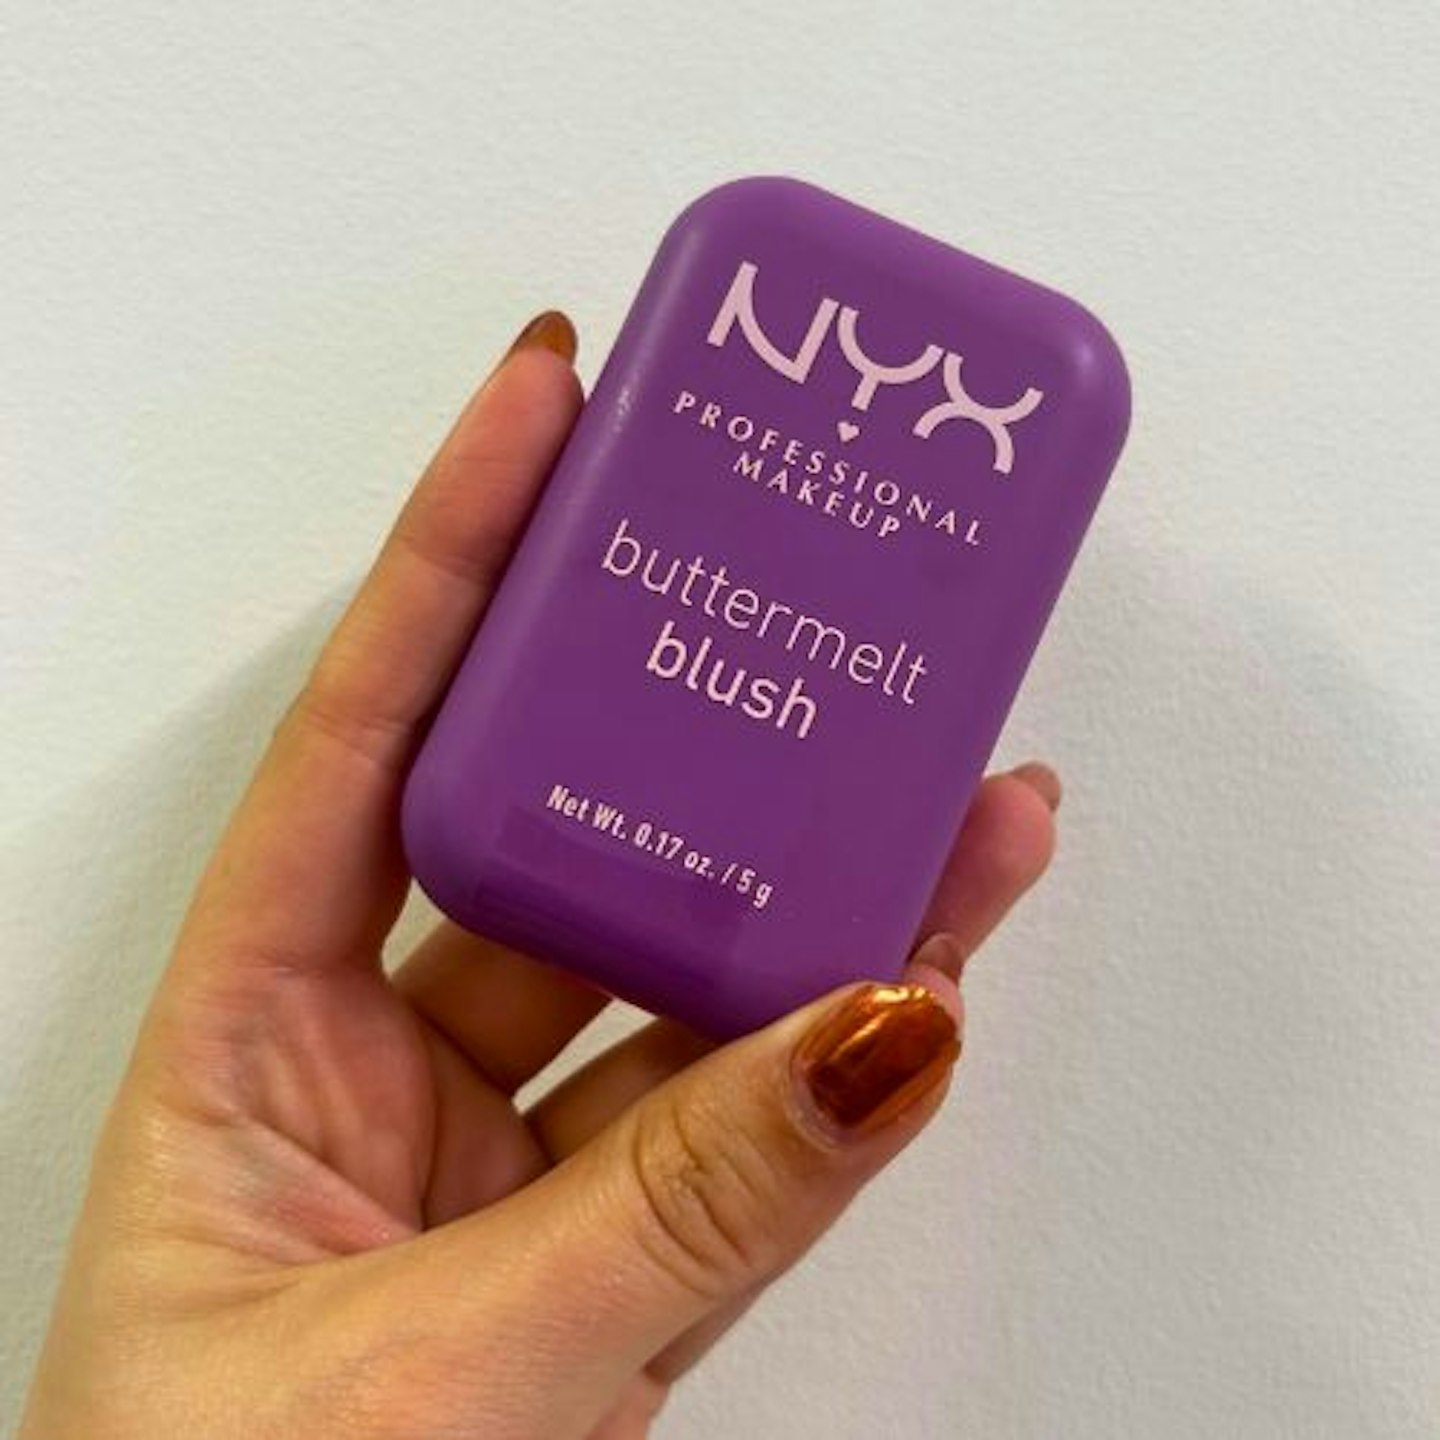 NYX
PROFESSIONAL
MAKEUP
buttermelt
blush
Net Wt. 0.17 oz. / 5 g